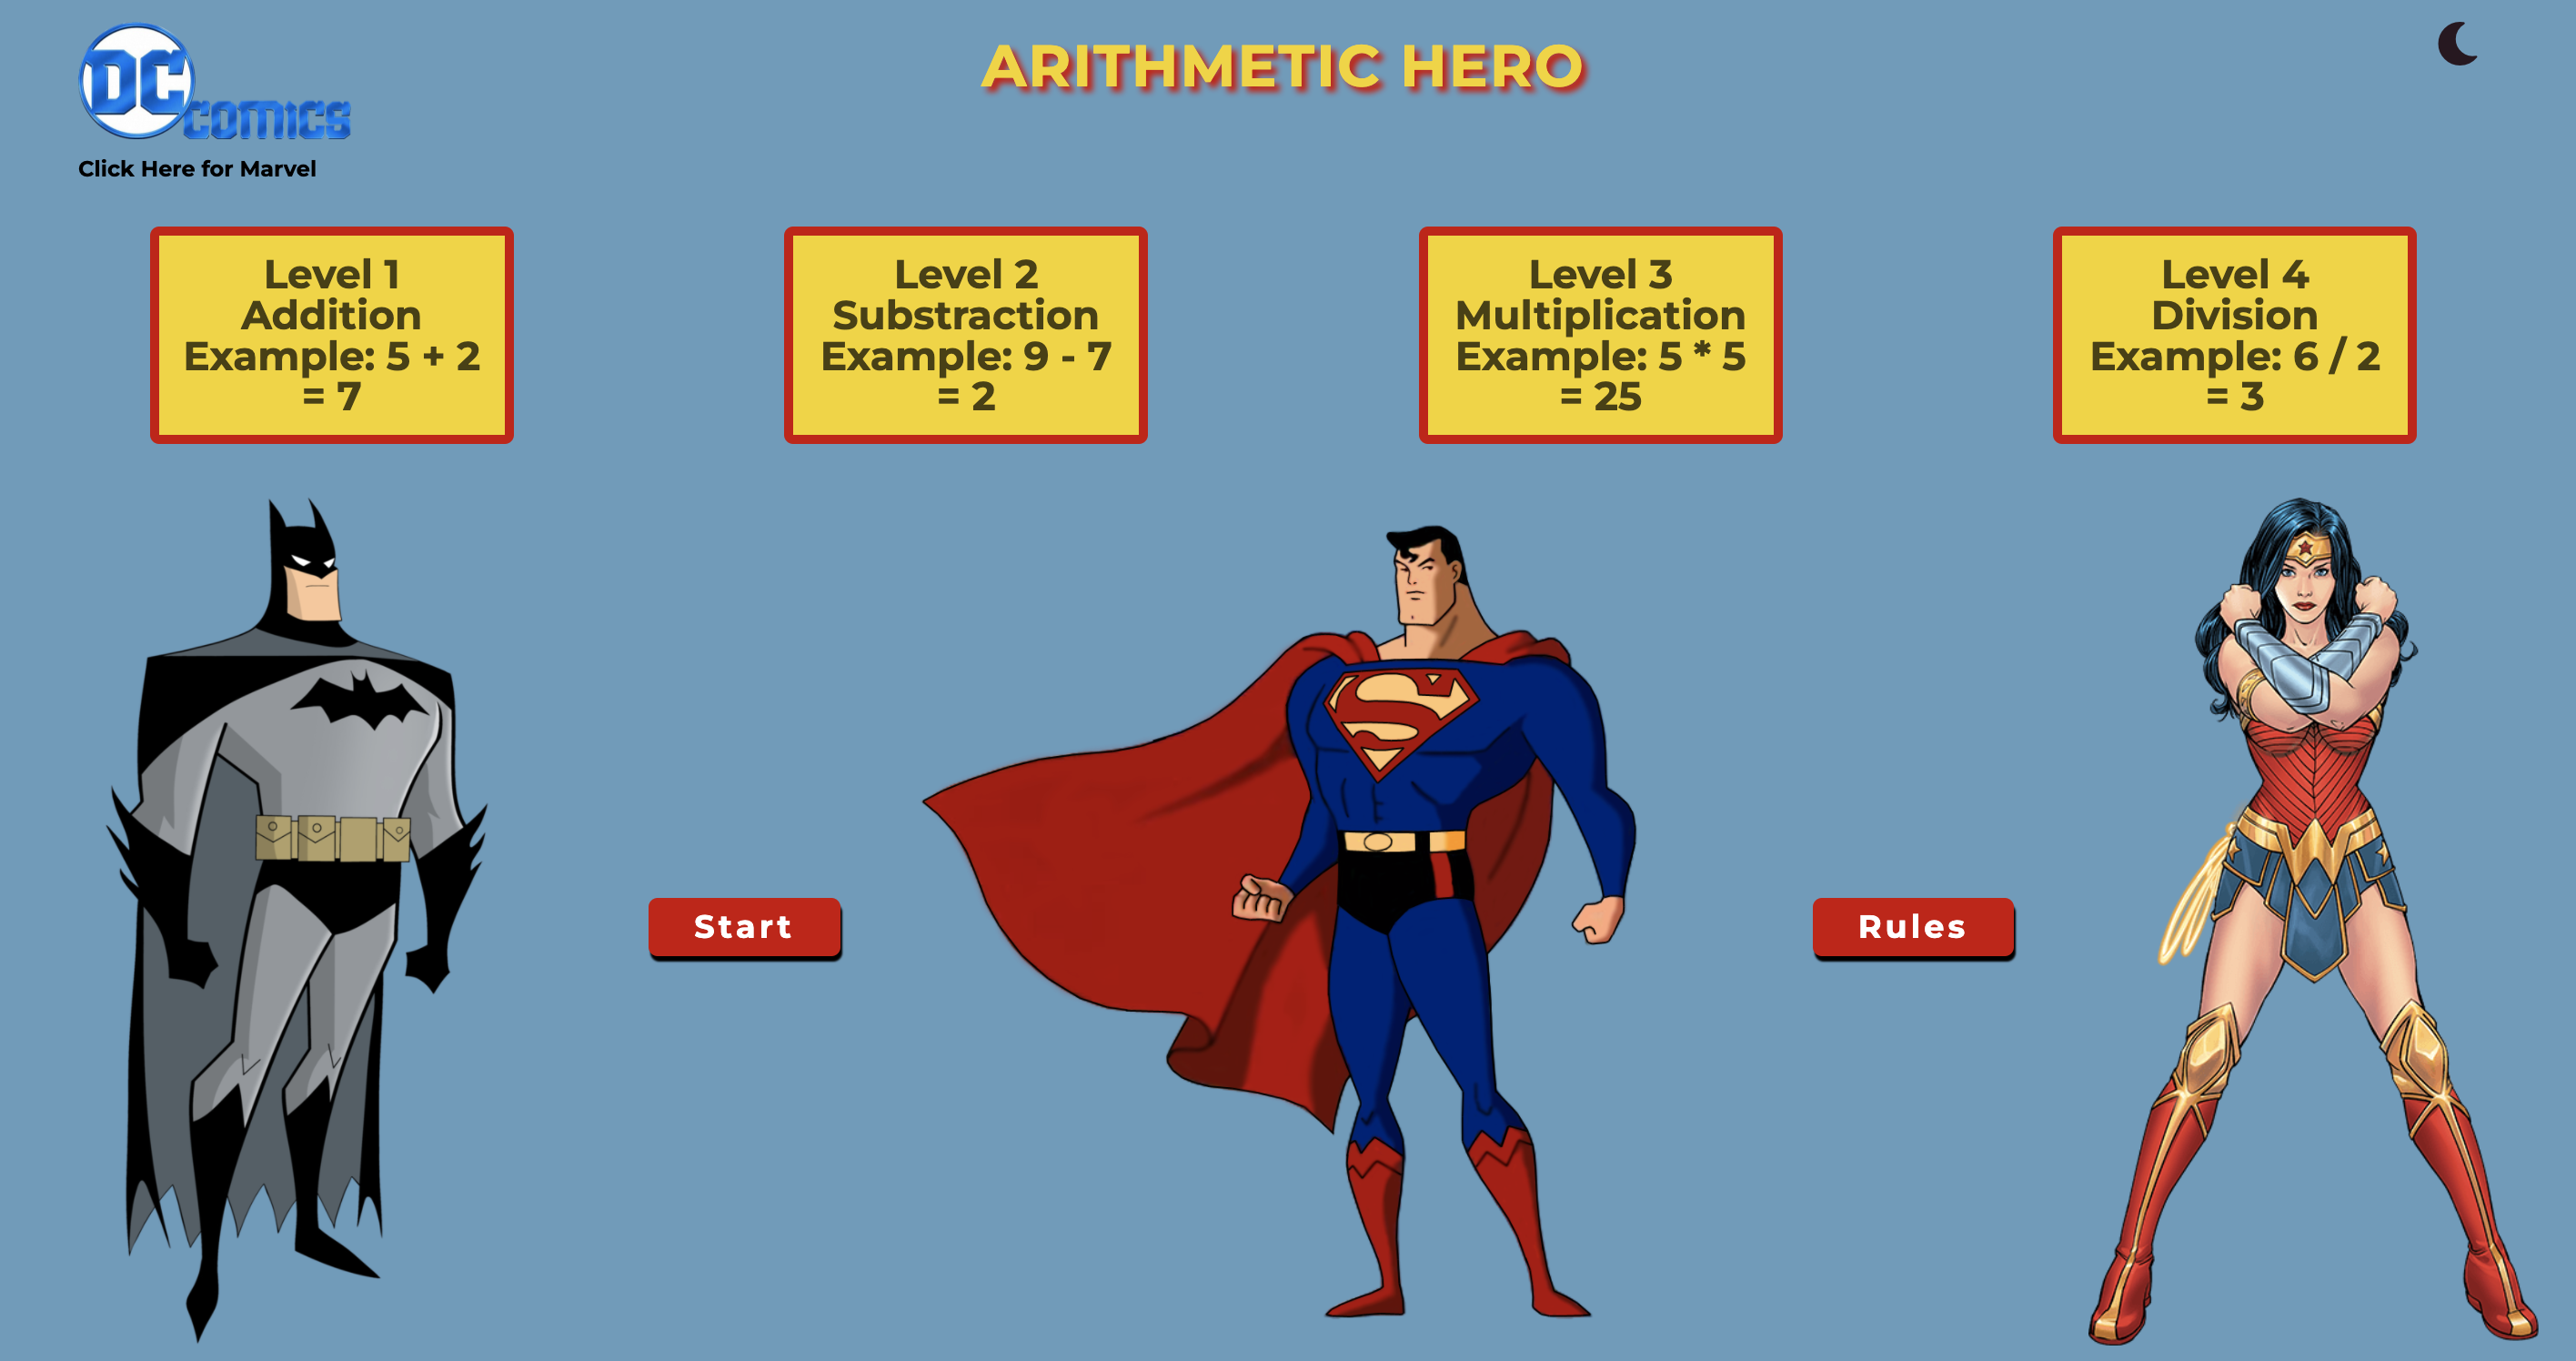 DC
COMICS
ARITHMETIC HERO
Click Here for Marvel
Level 1
Addition
Example: 5 + 2
= 7
Level 2
Substraction
Example: 9 - 7
= 2
Level 3
Multiplication
Example: 5 * 5
= 25
Level 4
Division
Example: 6 / 2
= 3
S
Start
Rules